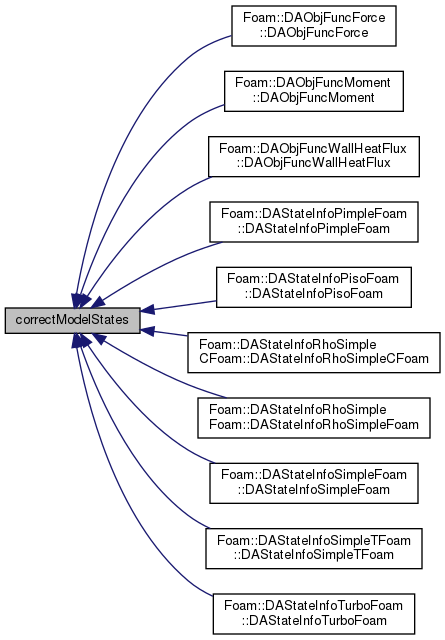 Foam::DAObjFuncForce
::DAObjFuncForce
Foam::DAObjFuncMoment
::DAObjFuncMoment
Foam::DAObjFuncWallHeatFlux
::DAObjFuncWallHeatFlux
Foam::DAStateInfoPimpleFoam
::DAStateInfoPimpleFoam
Foam::DAStateInfoPisoFoam
::DAStateInfoPisoFoam
correctModelStates
Foam::DAStateInfoRhoSimple
CFoam::DAStateInfoRhoSimpleCFoam
Foam::DAStateInfoRhoSimple
Foam::DAStateInfoRhoSimpleFoam
Foam::DAStateInfoSimpleFoam
::DAStateInfoSimpleFoam
Foam::DAStateInfoSimpleTFoam
::DAStateInfoSimpleTFoam
Foam::DAStateInfoTurboFoam
::DAStateInfoTurboFoam